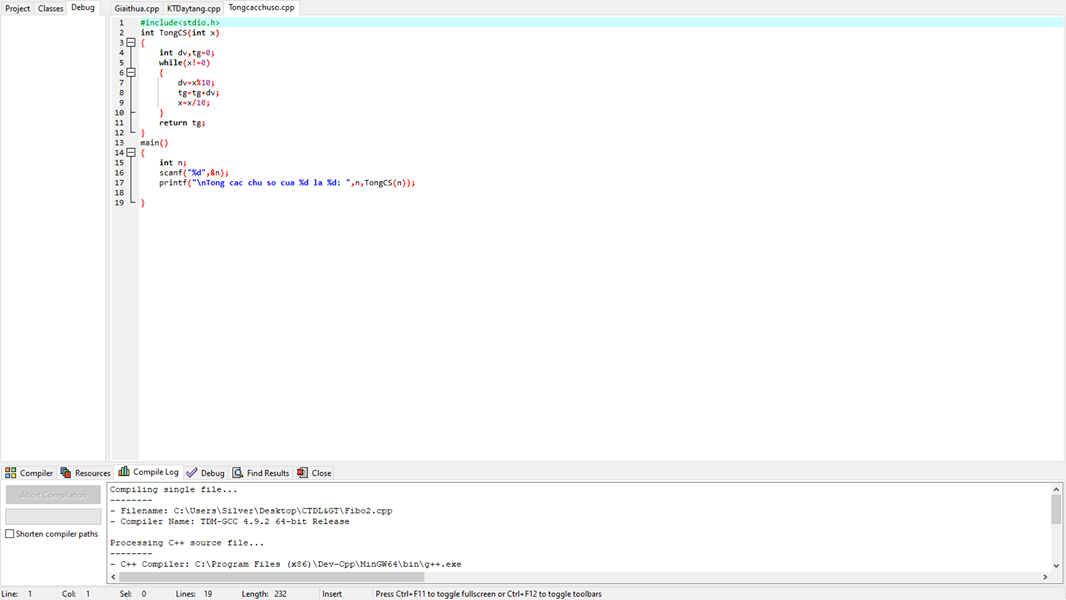 Project Classes Debug Giaithua.cpp KTDaytang.cpp Tongcacchuso.cpp
1 #include<stdio.h>
2 int TongCS(int x)
3 {
4 int dv,tg=0;
5 while(x!=0)
6 {
7 dv=x%10;
8 tg=tg+dv;
9 x=x/10;
10 }
11 return tg;
12 }
13 main()
14 {
15 int n;
16 scanf("%d",&n);
17 printf("\nTong cac chu so cua %d la %d: ",n,TongCS(n));
18
19 }
Compiler Resources Compile Log Debug Find Results Close
Abort Compilation
Shorten compiler paths
Compiling single file...
--------
- Filename: C:\Users\Silver\Desktop\CTDL&GT\Fibo2.cpp
- Compiler Name: TDM-GCC 4.9.2 64-bit Release
Processing C++ source file...
--------
- C++ Compiler: C:\Program Files (x86)\Dev-Cpp\MinGW64\bin\g++.exe
Line: 1 Col: 1 Sel: 0 Lines: 19 Length: 232 Insert Press Ctrl+F11 to toggle fullscreen or Ctrl+F12 to toggle toolbars